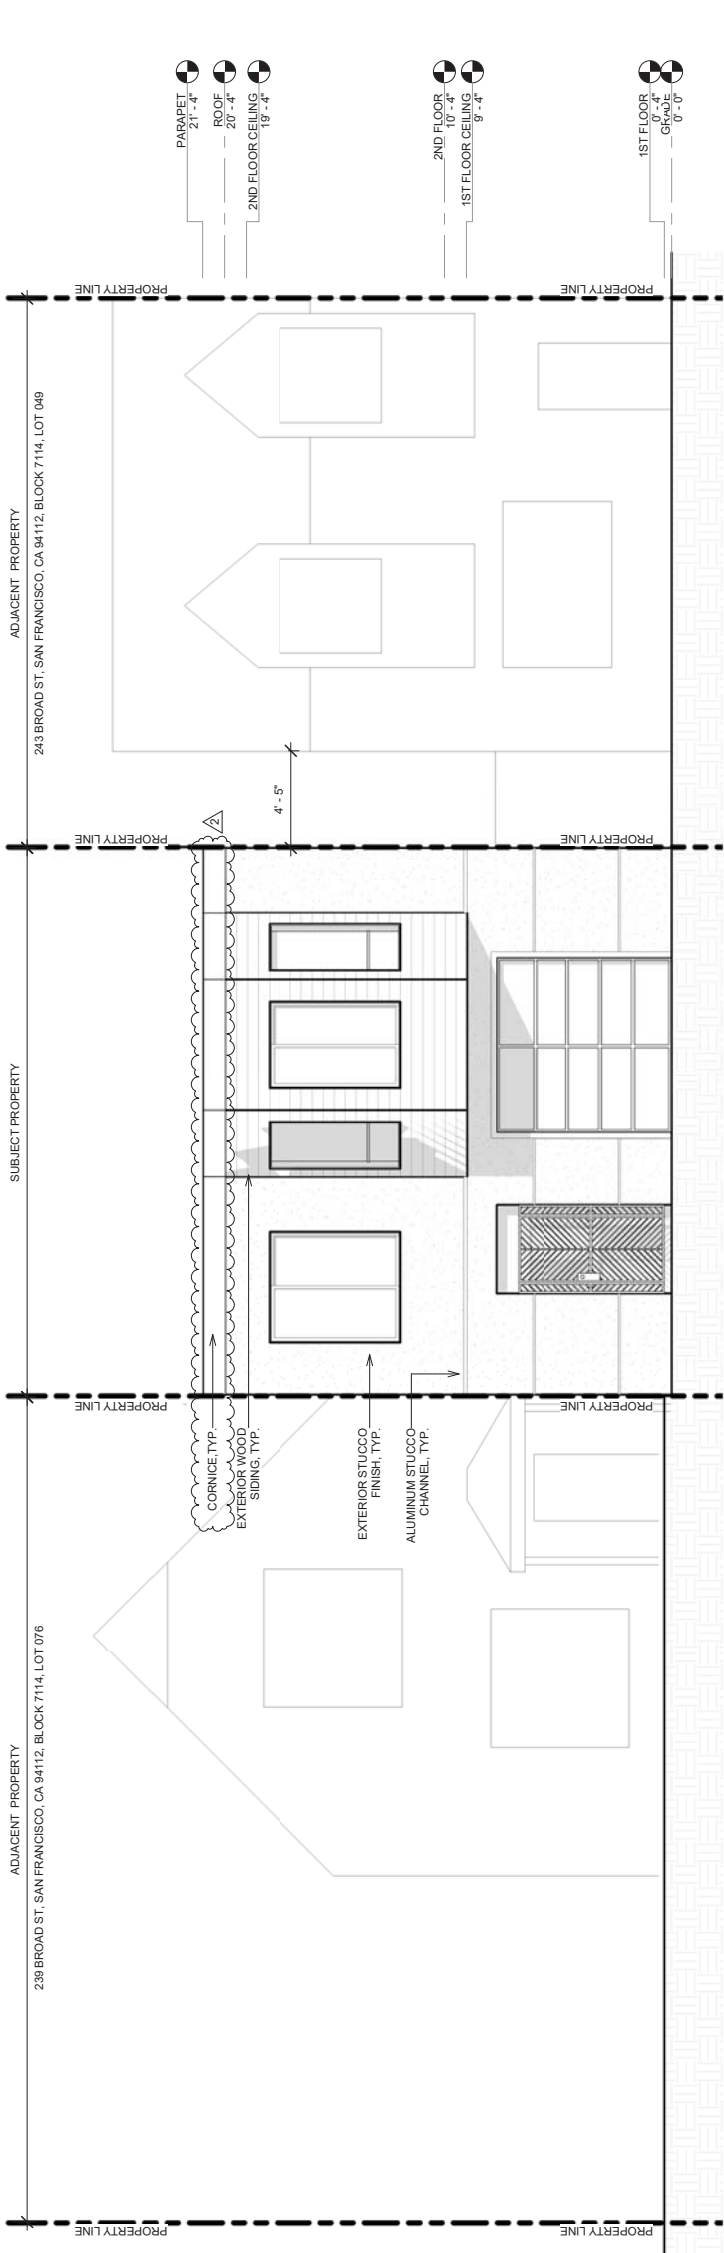 ADJACENT PROPERTY
239 BROAD ST, SAN FRANCISCO, CA 94112, BLOCK 7114, LOT 076
SUBJECT PROPERTY
ADJACENT PROPERTY
243 BROAD ST, SAN FRANCISCO, CA 94112, BLOCK 7114, LOT 049
PROPERTY LINE
PROPERTY LINE
PROPERTY LINE
PROPERTY LINE
PROPERTY LINE
PROPERTY LINE
PROPERTY LINE
PROPERTY LINE
CORNICE,TYP.
EXTERIOR WOOD
SIDING, TYP.
EXTERIOR STUCCO
FINISH, TYP.
ALUMINUM STUCCO
CHANNEL, TYP.
2
4' - 5"
PARAPET
21' - 4"
ROOF
20' - 4"
2ND FLOOR CEILING
19' - 4"
2ND FLOOR
10' - 4"
1ST FLOOR CEILING
9' - 4"
1ST FLOOR
0' - 4"
GRADE
0' - 0"